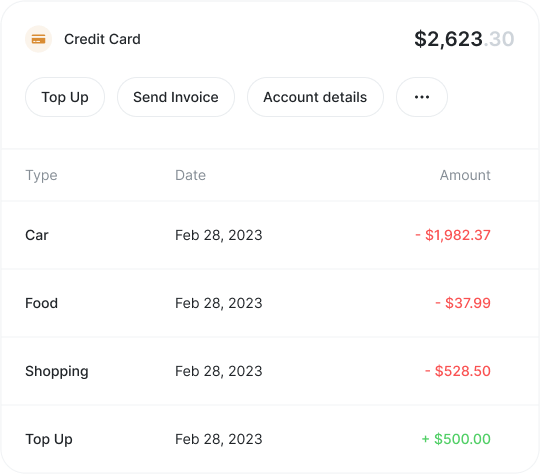 Credit Card $2,623.30
Top Up Send Invoice Account details ...
Type Date Amount
Car Feb 28, 2023 - $1,982.37
Food Feb 28, 2023 - $37.99
Shopping Feb 28, 2023 - $528.50
Top Up Feb 28, 2023 + $500.00